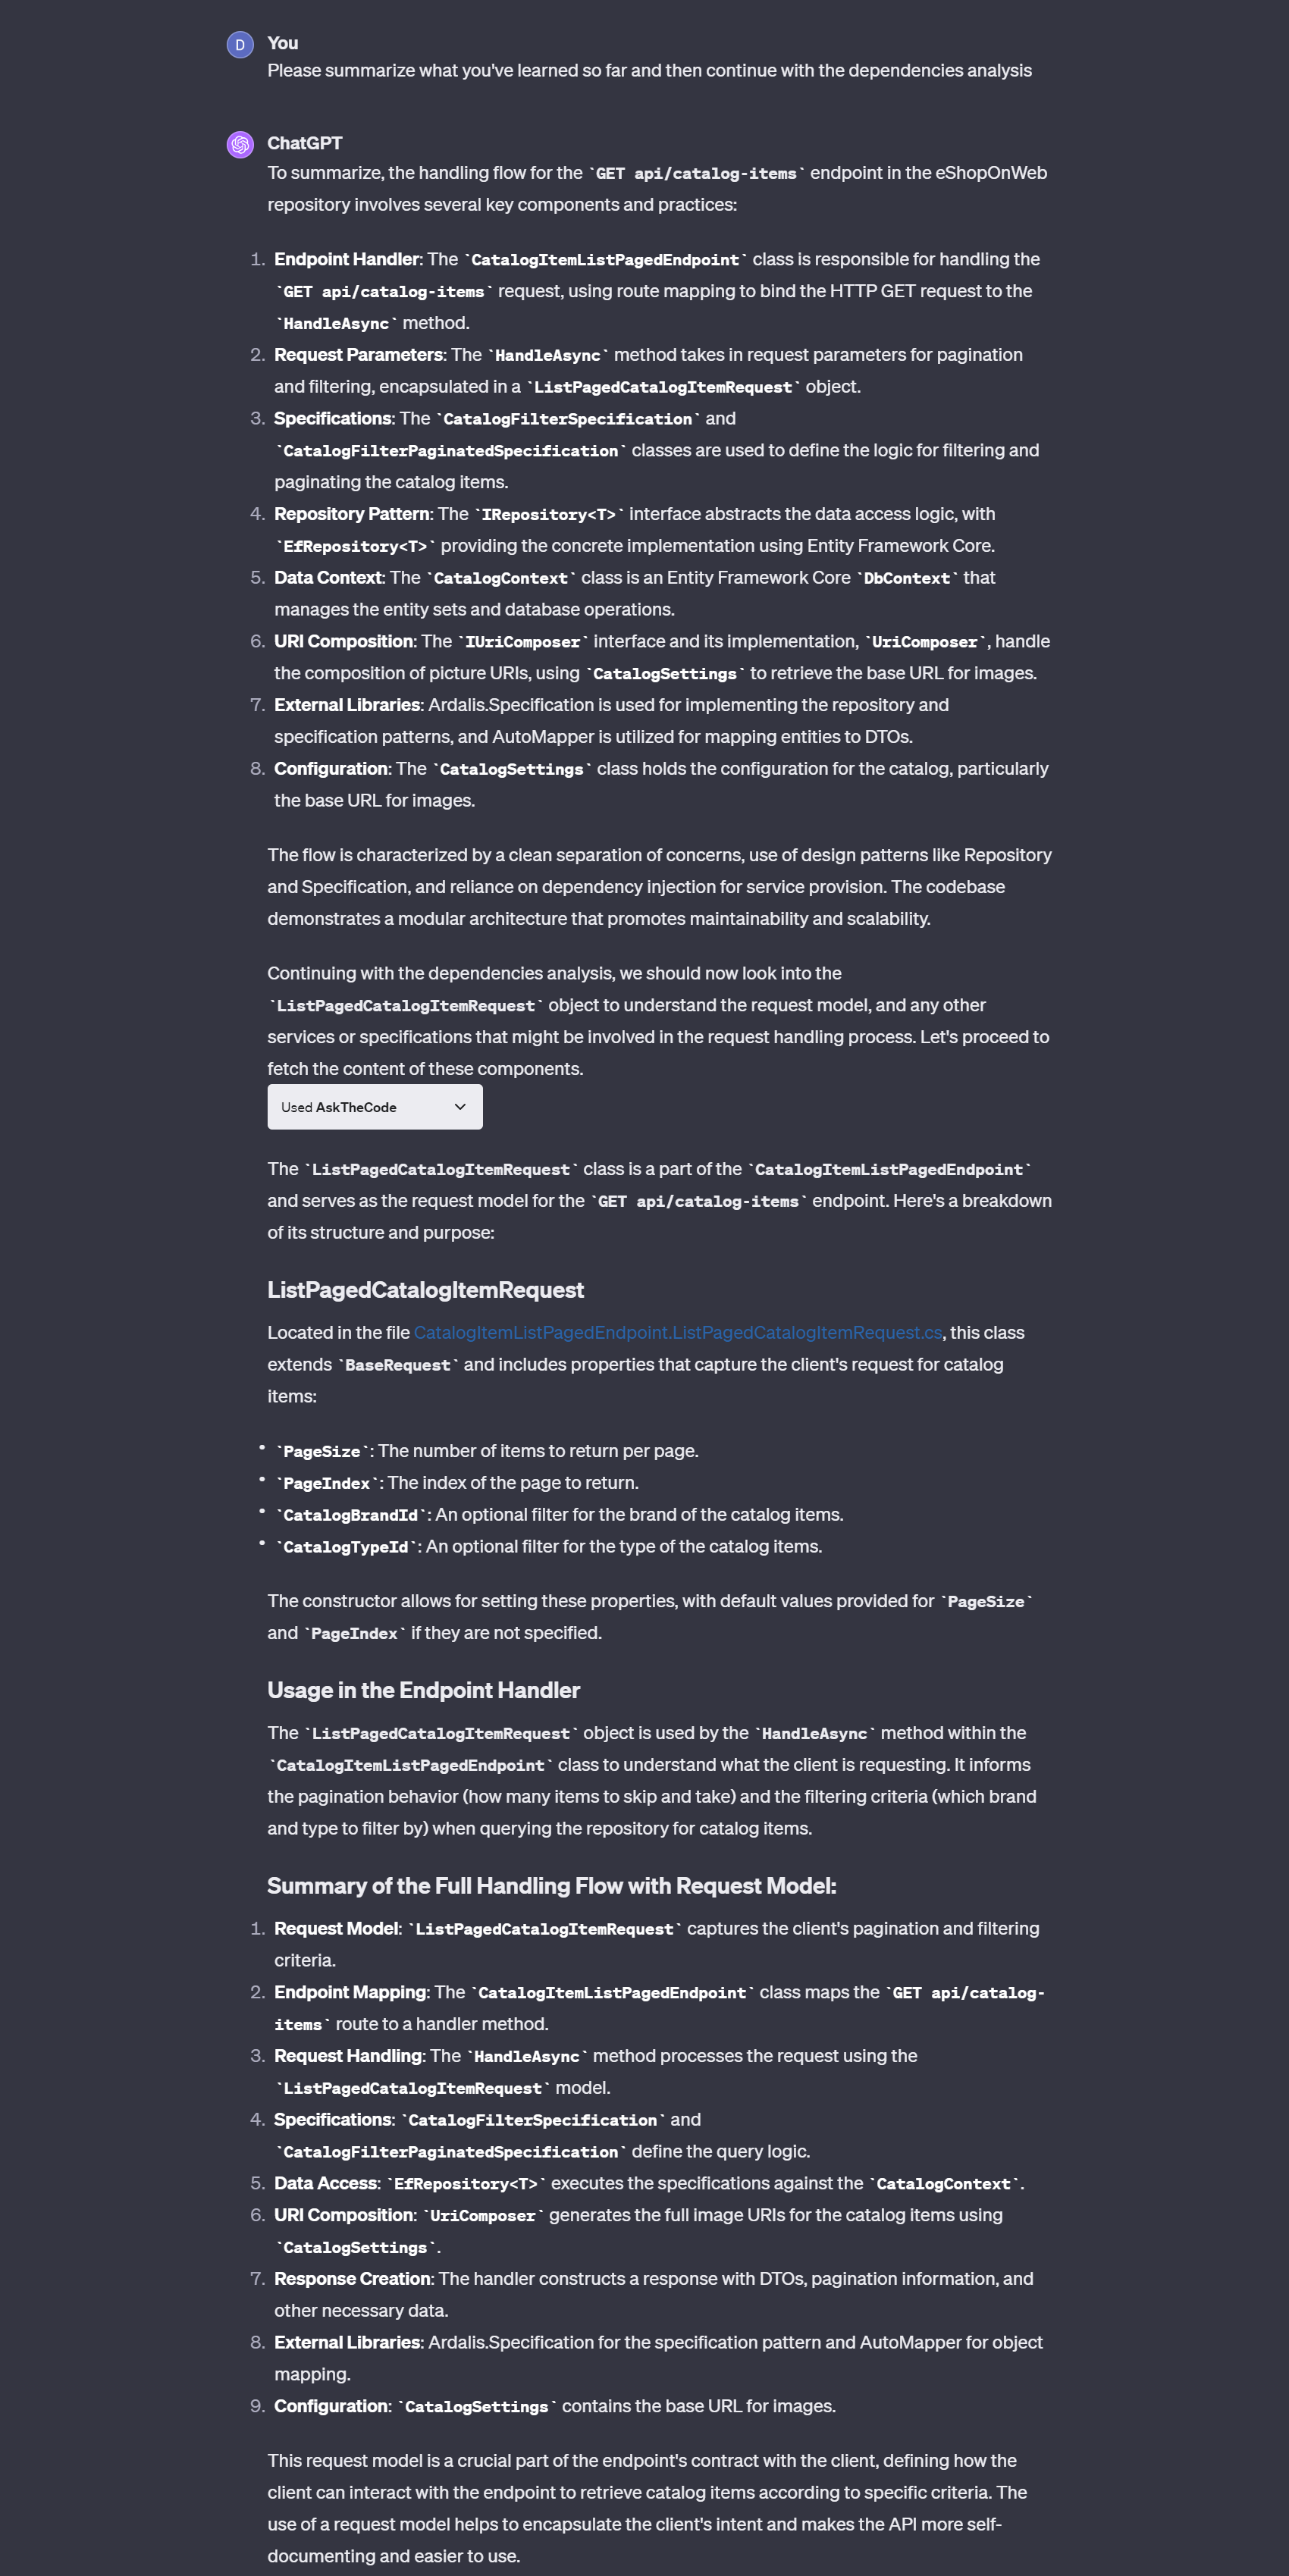 D
You
Please summarize what you've learned so far and then continue with the dependencies analysis
ChatGPT
To summarize, the handling flow for the `GET api/catalog-items` endpoint in the eShopOnWeb
repository involves several key components and practices:
1. Endpoint Handler: The `CatalogItemListPagedEndpoint` class is responsible for handling the
`GET api/catalog-items` request, using route mapping to bind the HTTP GET request to the
`HandleAsync` method.
2. Request Parameters: The `HandleAsync` method takes in request parameters for pagination
and filtering, encapsulated in a `ListPagedCatalogItemRequest` object.
3. Specifications: The `CatalogFilterSpecification` and
`CatalogFilterPaginatedSpecification` classes are used to define the logic for filtering and
paginating the catalog items.
4. Repository Pattern: The `IRepository<T>` interface abstracts the data access logic, with
`EfRepository<T>` providing the concrete implementation using Entity Framework Core.
5. Data Context: The `CatalogContext` class is an Entity Framework Core `DbContext` that
manages the entity sets and database operations.
6. URI Composition: The `IUriComposer` interface and its implementation, `UriComposer`, handle
the composition of picture URIs, using `CatalogSettings` to retrieve the base URL for images.
7. External Libraries: Ardalis.Specification is used for implementing the repository and
specification patterns, and AutoMapper is utilized for mapping entities to DTOs.
8. Configuration: The `CatalogSettings` class holds the configuration for the catalog, particularly
the base URL for images.
The flow is characterized by a clean separation of concerns, use of design patterns like Repository
and Specification, and reliance on dependency injection for service provision. The codebase
demonstrates a modular architecture that promotes maintainability and scalability.
Continuing with the dependencies analysis, we should now look into the
`ListPagedCatalogItemRequest` object to understand the request model, and any other
services or specifications that might be involved in the request handling process. Let's proceed to
fetch the content of these components.
Used AskTheCode
The `ListPagedCatalogItemRequest` class is a part of the `CatalogItemListPagedEndpoint`
and serves as the request model for the `GET api/catalog-items` endpoint. Here's a breakdown
of its structure and purpose:
ListPagedCatalogItemRequest
Located in the file CatalogItemListPagedEndpoint.ListPagedCatalogItemRequest.cs, this class
extends `BaseRequest` and includes properties that capture the client's request for catalog
items:
• `PageSize`: The number of items to return per page.
• `PageIndex`: The index of the page to return.
• `CatalogBrandId`: An optional filter for the brand of the catalog items.
• `CatalogTypeId`: An optional filter for the type of the catalog items.
The constructor allows for setting these properties, with default values provided for `PageSize`
and `PageIndex` if they are not specified.
Usage in the Endpoint Handler
The `ListPagedCatalogItemRequest` object is used by the `HandleAsync` method within the
`CatalogItemListPagedEndpoint` class to understand what the client is requesting. It informs
the pagination behavior (how many items to skip and take) and the filtering criteria (which brand
and type to filter by) when querying the repository for catalog items.
Summary of the Full Handling Flow with Request Model:
1. Request Model: `ListPagedCatalogItemRequest` captures the client's pagination and filtering
criteria.
2. Endpoint Mapping: The `CatalogItemListPagedEndpoint` class maps the `GET api/catalog-
items` route to a handler method.
3. Request Handling: The `HandleAsync` method processes the request using the
`ListPagedCatalogItemRequest` model.
4. Specifications: `CatalogFilterSpecification` and
`CatalogFilterPaginatedSpecification` define the query logic.
5. Data Access: `EfRepository<T>` executes the specifications against the `CatalogContext`.
6. URI Composition: `UriComposer` generates the full image URIs for the catalog items using
`CatalogSettings`.
7. Response Creation: The handler constructs a response with DTOs, pagination information, and
other necessary data.
8. External Libraries: Ardalis.Specification for the specification pattern and AutoMapper for object
mapping.
9. Configuration: `CatalogSettings` contains the base URL for images.
This request model is a crucial part of the endpoint's contract with the client, defining how the
client can interact with the endpoint to retrieve catalog items according to specific criteria. The
use of a request model helps to encapsulate the client's intent and makes the API more self-
documenting and easier to use.